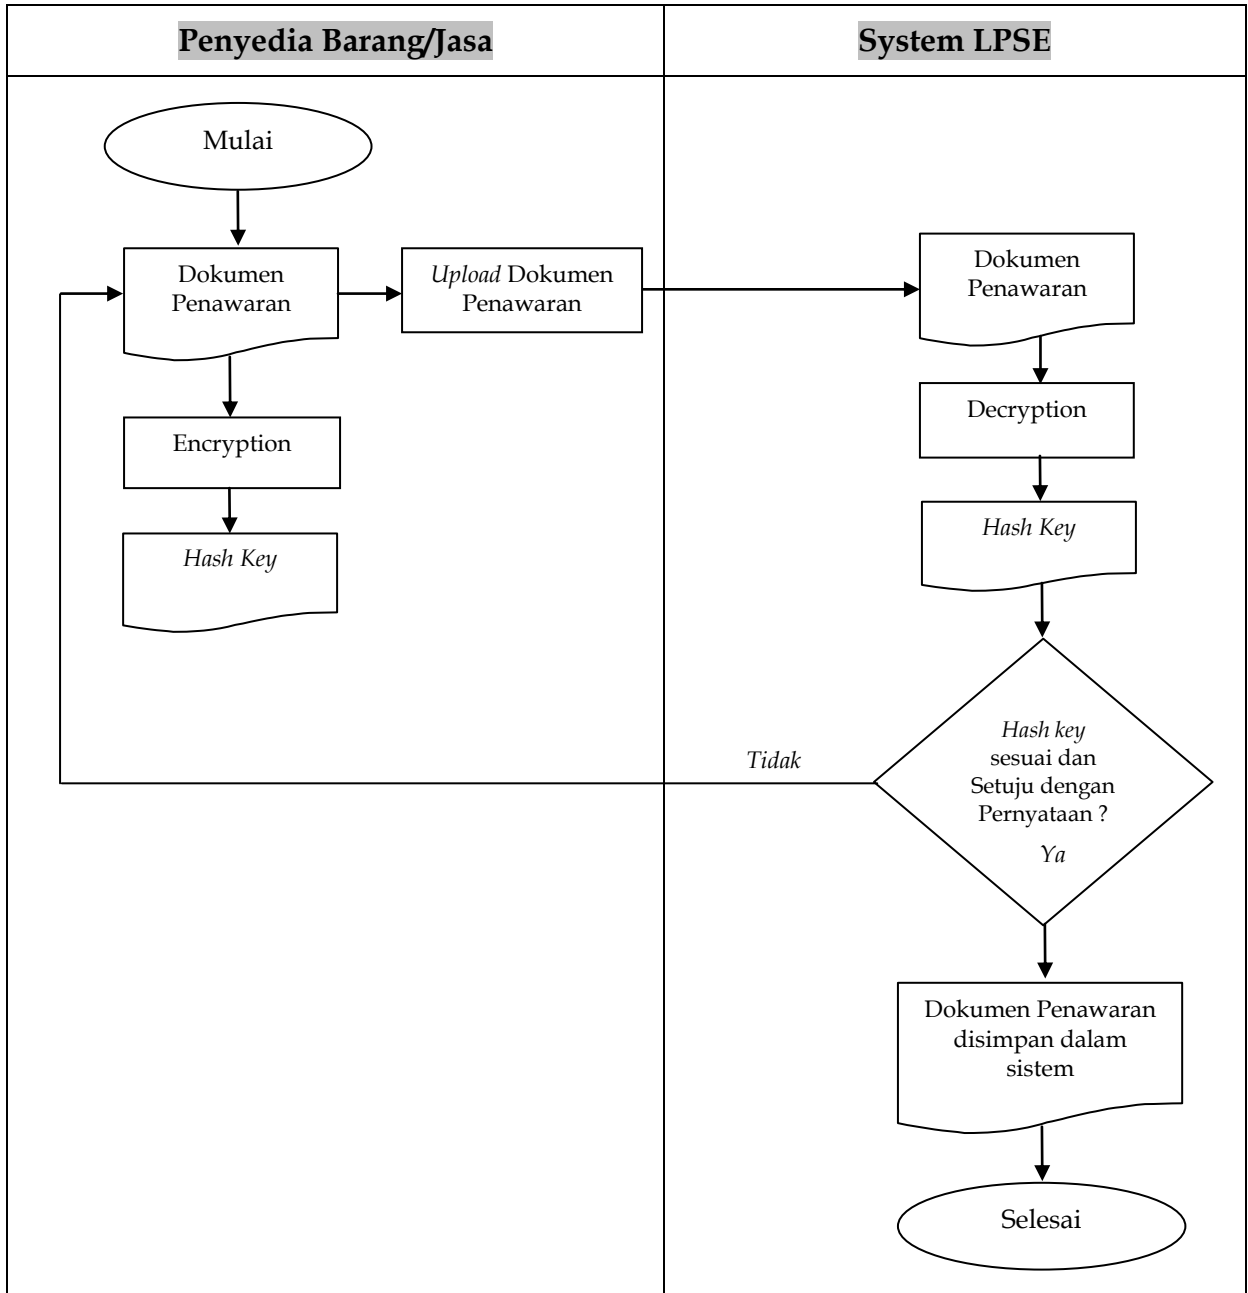 Penyedia Barang/Jasa
System LPSE
Mulai
Dokumen
Penawaran
Upload Dokumen
Penawaran
Encryption
Hash Key
Dokumen
Penawaran
Decryption
Hash Key
Hash key
sesuai dan
Setuju dengan
Pernyataan ?
Ya
Tidak
Dokumen Penawaran
disimpan dalam
sistem
Selesai